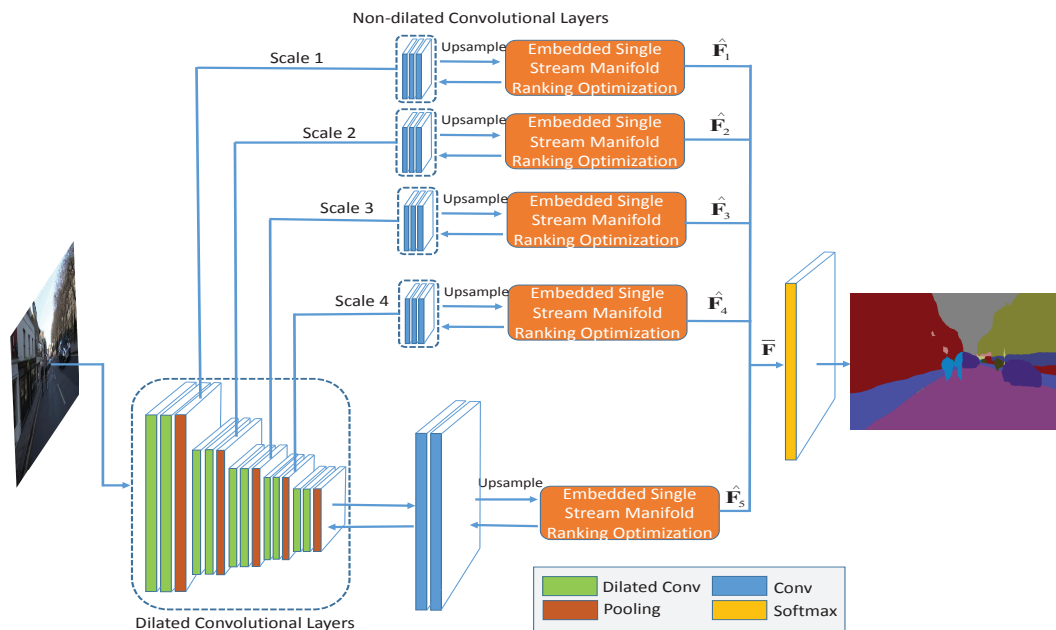 Non-dilated Convolutional Layers
Scale 1
Upsample
Embedded Single
Stream Manifold
Ranking Optimization
F̂₁
Scale 2
Upsample
Embedded Single
Stream Manifold
Ranking Optimization
F̂₂
Scale 3
Upsample
Embedded Single
Stream Manifold
Ranking Optimization
F̂₃
Scale 4
Upsample
Embedded Single
Stream Manifold
Ranking Optimization
F̂₄
F̅
Upsample
Embedded Single
Stream Manifold
Ranking Optimization
F̂₅
Dilated Convolutional Layers
Dilated Conv
Conv
Pooling
Softmax